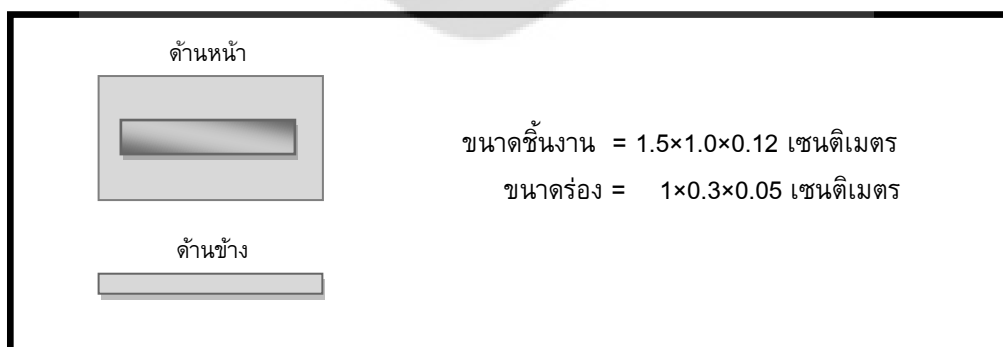 ด้านหน้า
ขนาดชิ้นงาน = 1.5×1.0×0.12 เซนติเมตร
ขนาดร่อง = 1×0.3×0.05 เซนติเมตร
ด้านข้าง